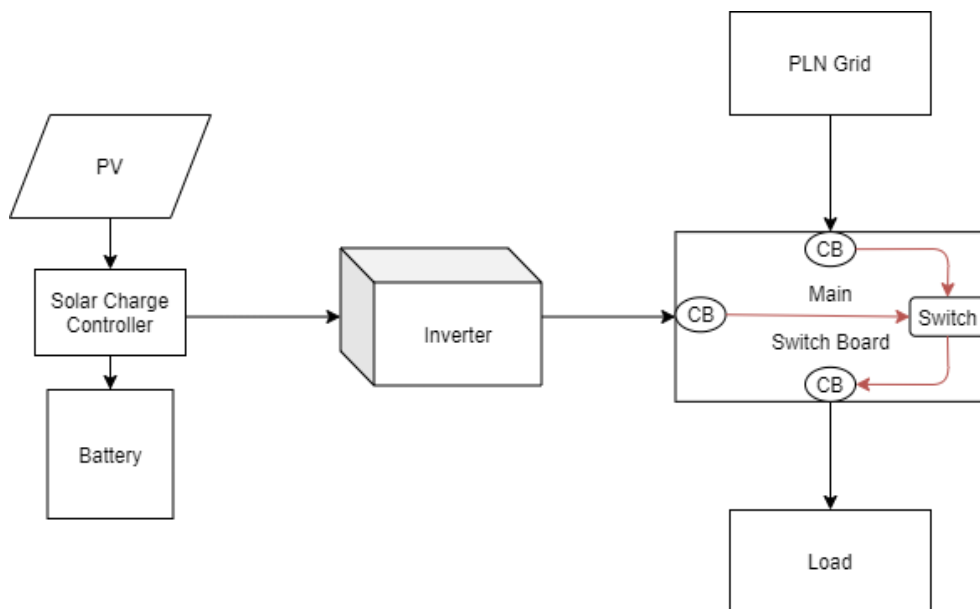 PLN Grid
PV
CB
Solar Charge
Controller
Main
CB
Switch
Inverter
Switch Board
CB
Battery
Load